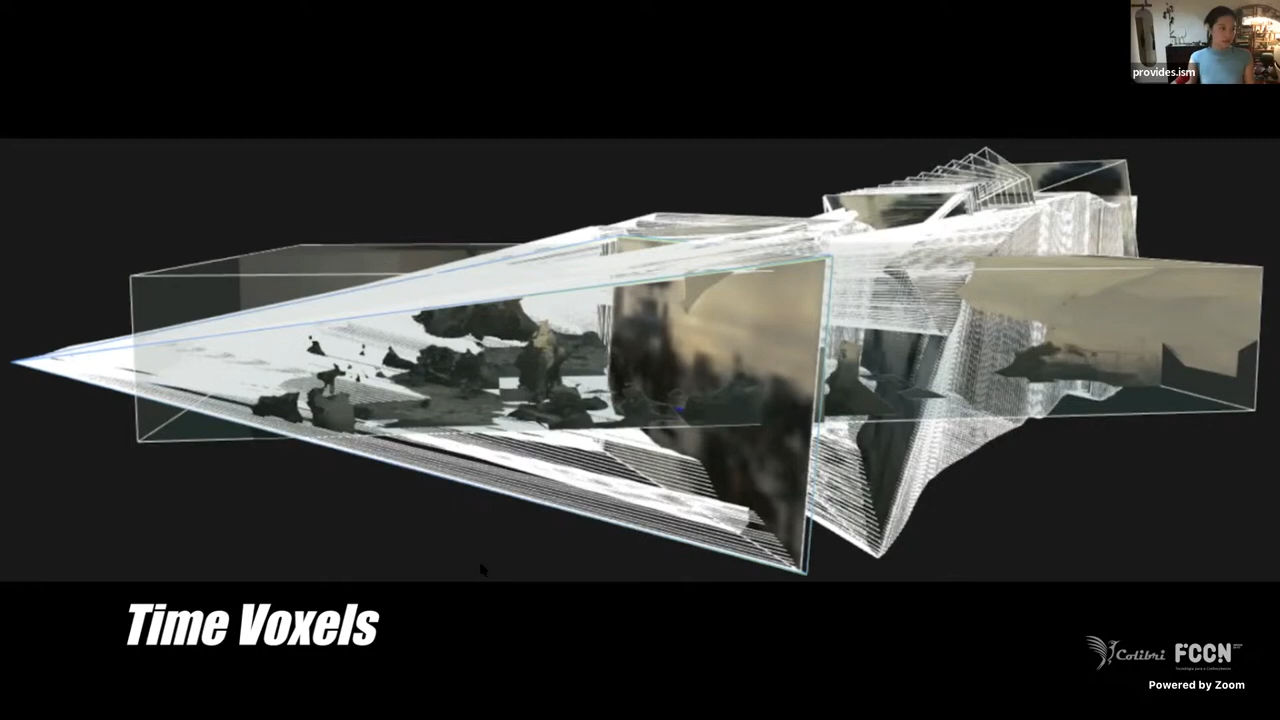 provides.ism
Time Voxels
Colibri
FCCN
Powered by Zoom